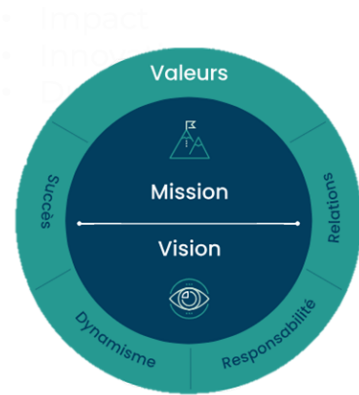 • Impact
Valeurs
Mission
Vision
Succès
Relations
Dynamisme
Responsabilité